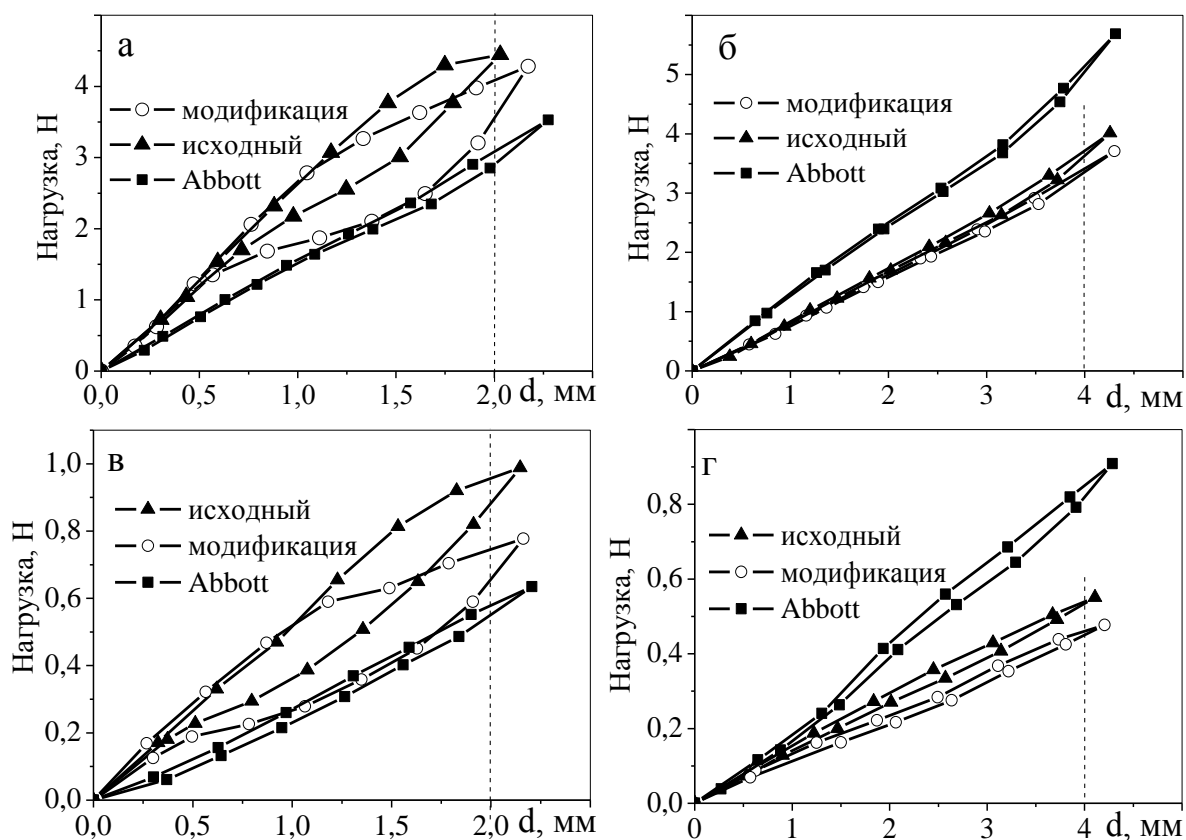 а
модификация
исходный
Abbott
Нагрузка, Н
4
3
2
1
0
0,0 0,5 1,0 1,5 2,0 d, мм
б
модификация
исходный
Abbott
Нагрузка, Н
5
4
3
2
1
0
0 1 2 3 4 d, мм
в
исходный
модификация
Abbott
Нагрузка, Н
1,0
0,8
0,6
0,4
0,2
0,0
0,0 0,5 1,0 1,5 2,0 d, мм
г
исходный
модификация
Abbott
Нагрузка, Н
0,8
0,6
0,4
0,2
0,0
0 1 2 3 4 d, мм